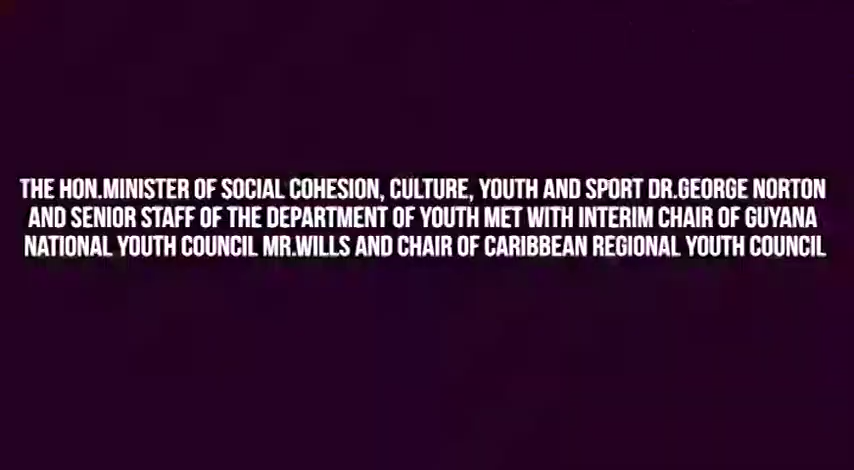 THE HON.MINISTER OF SOCIAL COHESION, CULTURE, YOUTH AND SPORT DR.GEORGE NORTON
AND SENIOR STAFF OF THE DEPARTMENT OF YOUTH MET WITH INTERIM CHAIR OF GUYANA
NATIONAL YOUTH COUNCIL MR.WILLS AND CHAIR OF CARIBBEAN REGIONAL YOUTH COUNCIL